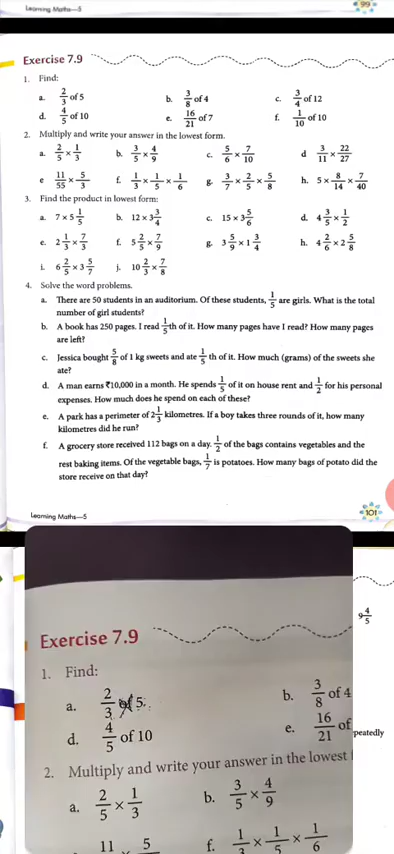 Learning Maths—5
99
Exercise 7.9
1. Find:
a. 2/3 of 5 b. 3/8 of 4 c. 3/4 of 12
d. 4/5 of 10 e. 16/21 of 7 f. 1/10 of 10
2. Multiply and write your answer in the lowest form.
a. 2/5 × 1/3 b. 3/5 × 4/9 c. 5/6 × 7/10 d 3/11 × 22/27
e 11/55 × 5/3 f. 1/3 × 1/5 × 1/6 g. 3/7 × 2/5 × 5/8 h. 5 × 8/14 × 7/40
3. Find the product in lowest form:
a. 7 × 5 1/5 b. 12 × 3 3/4 c. 15 × 3 5/6 d. 4 3/5 × 1/2
e. 2 1/3 × 7/3 f. 5 2/5 × 7/9 g. 3 5/9 × 1 3/4 h. 4 2/6 × 2 5/8
i. 6 2/5 × 3 5/7 j. 10 2/3 × 7/8
4. Solve the word problems.
a. There are 50 students in an auditorium. Of these students, 1/5 are girls. What is the total
number of girl students?
b. A book has 250 pages. I read 1/5th of it. How many pages have I read? How many pages
are left?
c. Jessica bought 5/8 of 1 kg sweets and ate 1/5 th of it. How much (grams) of the sweets she
ate?
d. A man earns ₹10,000 in a month. He spends 1/5 of it on house rent and 1/2 for his personal
expenses. How much does he spend on each of these?
e. A park has a perimeter of 2 1/3 kilometres. If a boy takes three rounds of it, how many
kilometres did he run?
f. A grocery store received 112 bags on a day. 1/2 of the bags contains vegetables and the
rest baking items. Of the vegetable bags, 1/7 is potatoes. How many bags of potato did the
store receive on that day?
Learning Maths—5
101
9 4/5
peatedly
Exercise 7.9
1. Find:
a. 2/3 of 5 b. 3/8 of 4
d. 4/5 of 10 e. 16/21 of
2. Multiply and write your answer in the lowest
a. 2/5 × 1/3 b. 3/5 × 4/9
11 × 5 f. 1/3 × 1/5 × 1/6